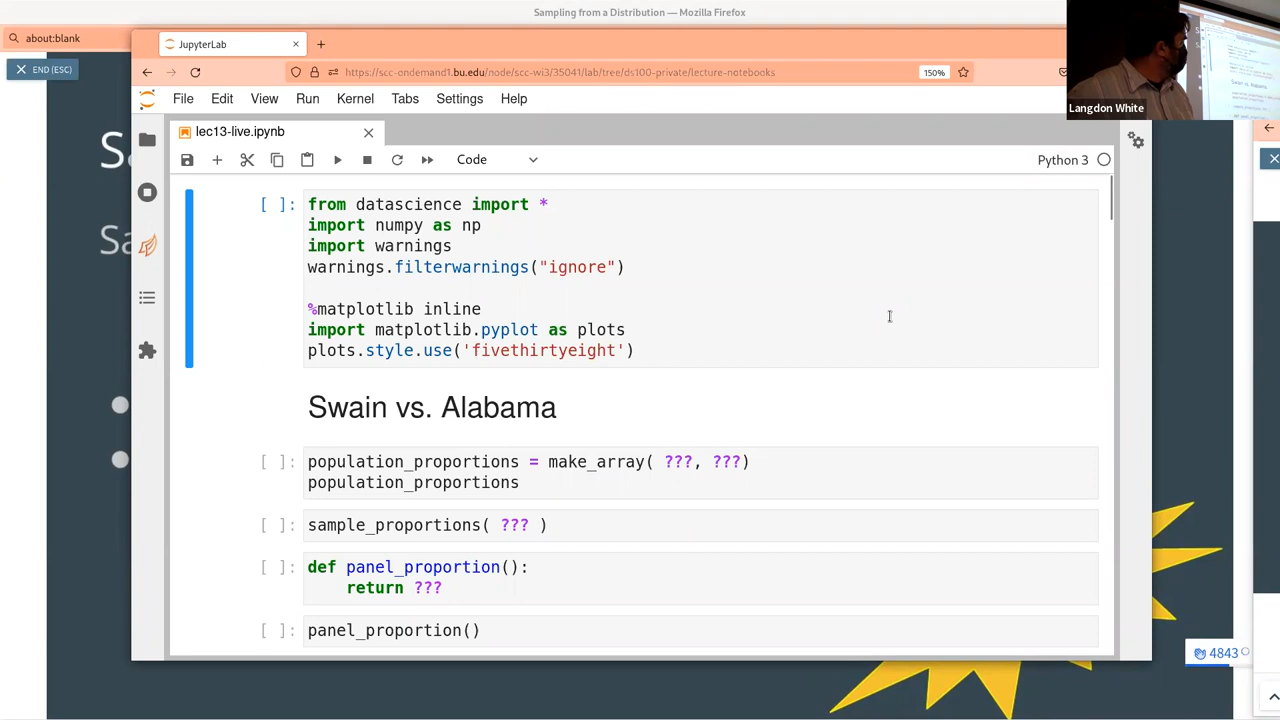 Sampling from a Distribution — Mozilla Firefox
about:blank
JupyterLab
END (ESC)
https://scc-ondemand1.bu.edu/node/scc-wj3/15041/lab/tree/ds100-private/lecture-notebooks
150%
Langdon White
File Edit View Run Kernel Tabs Settings Help
lec13-live.ipynb
Code
Python 3
[ ]: from datascience import *
import numpy as np
import warnings
warnings.filterwarnings("ignore")
%matplotlib inline
import matplotlib.pyplot as plots
plots.style.use('fivethirtyeight')
Swain vs. Alabama
[ ]: population_proportions = make_array( ???, ???)
population_proportions
[ ]: sample_proportions( ??? )
[ ]: def panel_proportion():
return ???
[ ]: panel_proportion()
4843